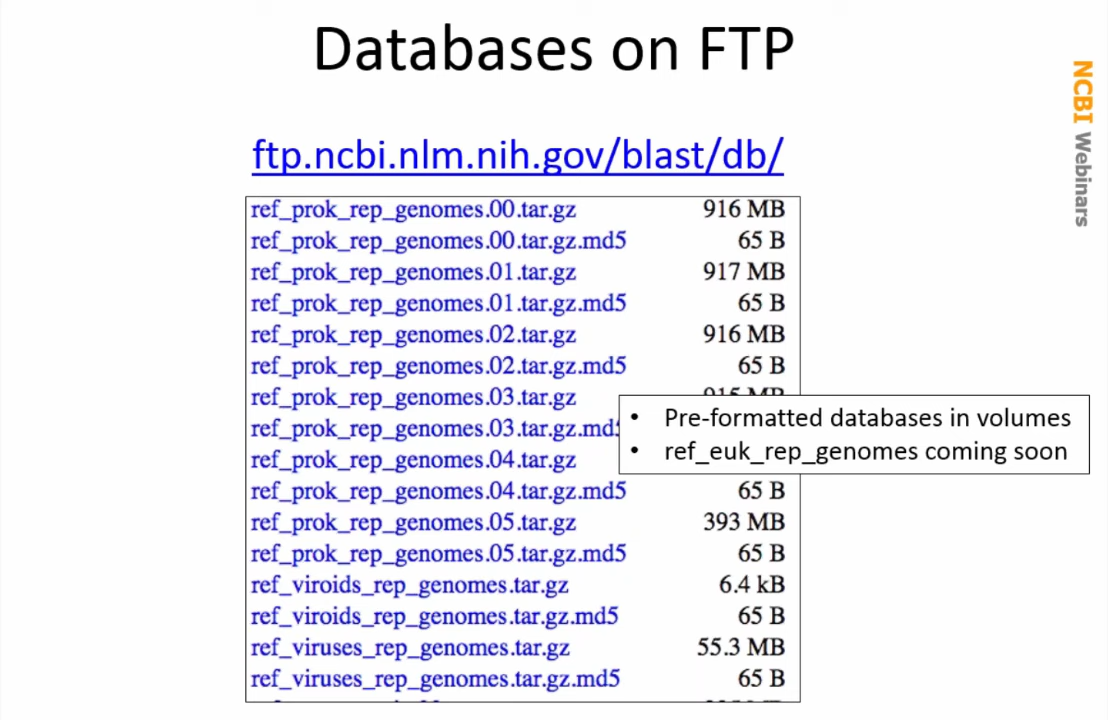 Databases on FTP
NCBI Webinars
ftp.ncbi.nlm.nih.gov/blast/db/
ref_prok_rep_genomes.00.tar.gz 916 MB
ref_prok_rep_genomes.00.tar.gz.md5 65 B
ref_prok_rep_genomes.01.tar.gz 917 MB
ref_prok_rep_genomes.01.tar.gz.md5 65 B
ref_prok_rep_genomes.02.tar.gz 916 MB
ref_prok_rep_genomes.02.tar.gz.md5 65 B
ref_prok_rep_genomes.03.tar.gz
ref_prok_rep_genomes.03.tar.gz.md
• Pre-formatted databases in volumes
• ref_euk_rep_genomes coming soon
ref_prok_rep_genomes.04.tar.gz
ref_prok_rep_genomes.04.tar.gz.md5 65 B
ref_prok_rep_genomes.05.tar.gz 393 MB
ref_prok_rep_genomes.05.tar.gz.md5 65 B
ref_viroids_rep_genomes.tar.gz 6.4 kB
ref_viroids_rep_genomes.tar.gz.md5 65 B
ref_viruses_rep_genomes.tar.gz 55.3 MB
ref_viruses_rep_genomes.tar.gz.md5 65 B